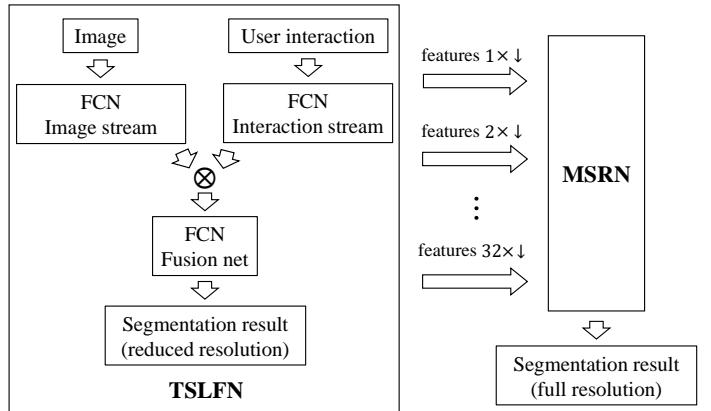 Image
User interaction
FCN
Image stream
FCN
Interaction stream
⊗
FCN
Fusion net
Segmentation result
(reduced resolution)
TSLFN
features 1×↓
features 2×↓
⋮
features 32×↓
MSRN
Segmentation result
(full resolution)